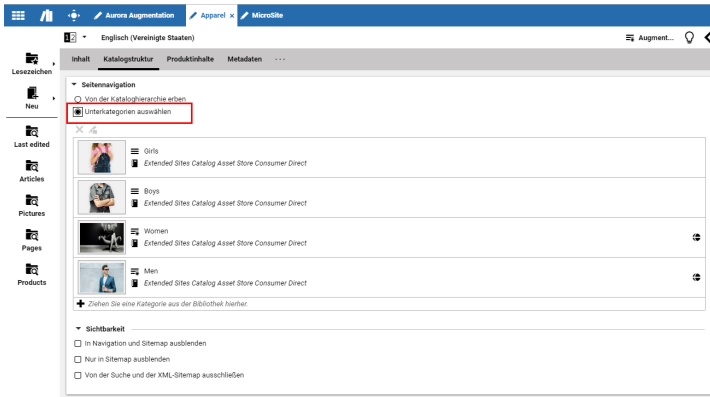 Aurora Augmentation
Apparel ×
MicroSite
Englisch (Vereinigte Staaten)
Augment...
Lesezeichen
Neu
Last edited
Articles
Pictures
Pages
Products
Inhalt
Katalogstruktur
Produktinhalte
Metadaten
...
Seitennavigation
Von der Kataloghierarchie erben
Unterkategorien auswählen
Girls
Extended Sites Catalog Asset Store Consumer Direct
Boys
Extended Sites Catalog Asset Store Consumer Direct
Women
Extended Sites Catalog Asset Store Consumer Direct
Men
Extended Sites Catalog Asset Store Consumer Direct
Ziehen Sie eine Kategorie aus der Bibliothek hierher.
Sichtbarkeit
In Navigation und Sitemap ausblenden
Nur in Sitemap ausblenden
Von der Suche und der XML-Sitemap ausschließen